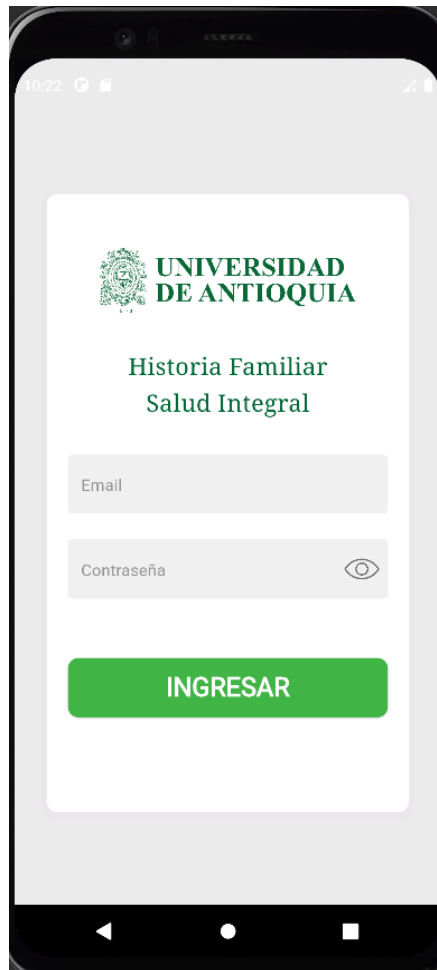 10:22
UNIVERSIDAD
DE ANTIOQUIA
Historia Familiar
Salud Integral
Email
Contraseña
INGRESAR